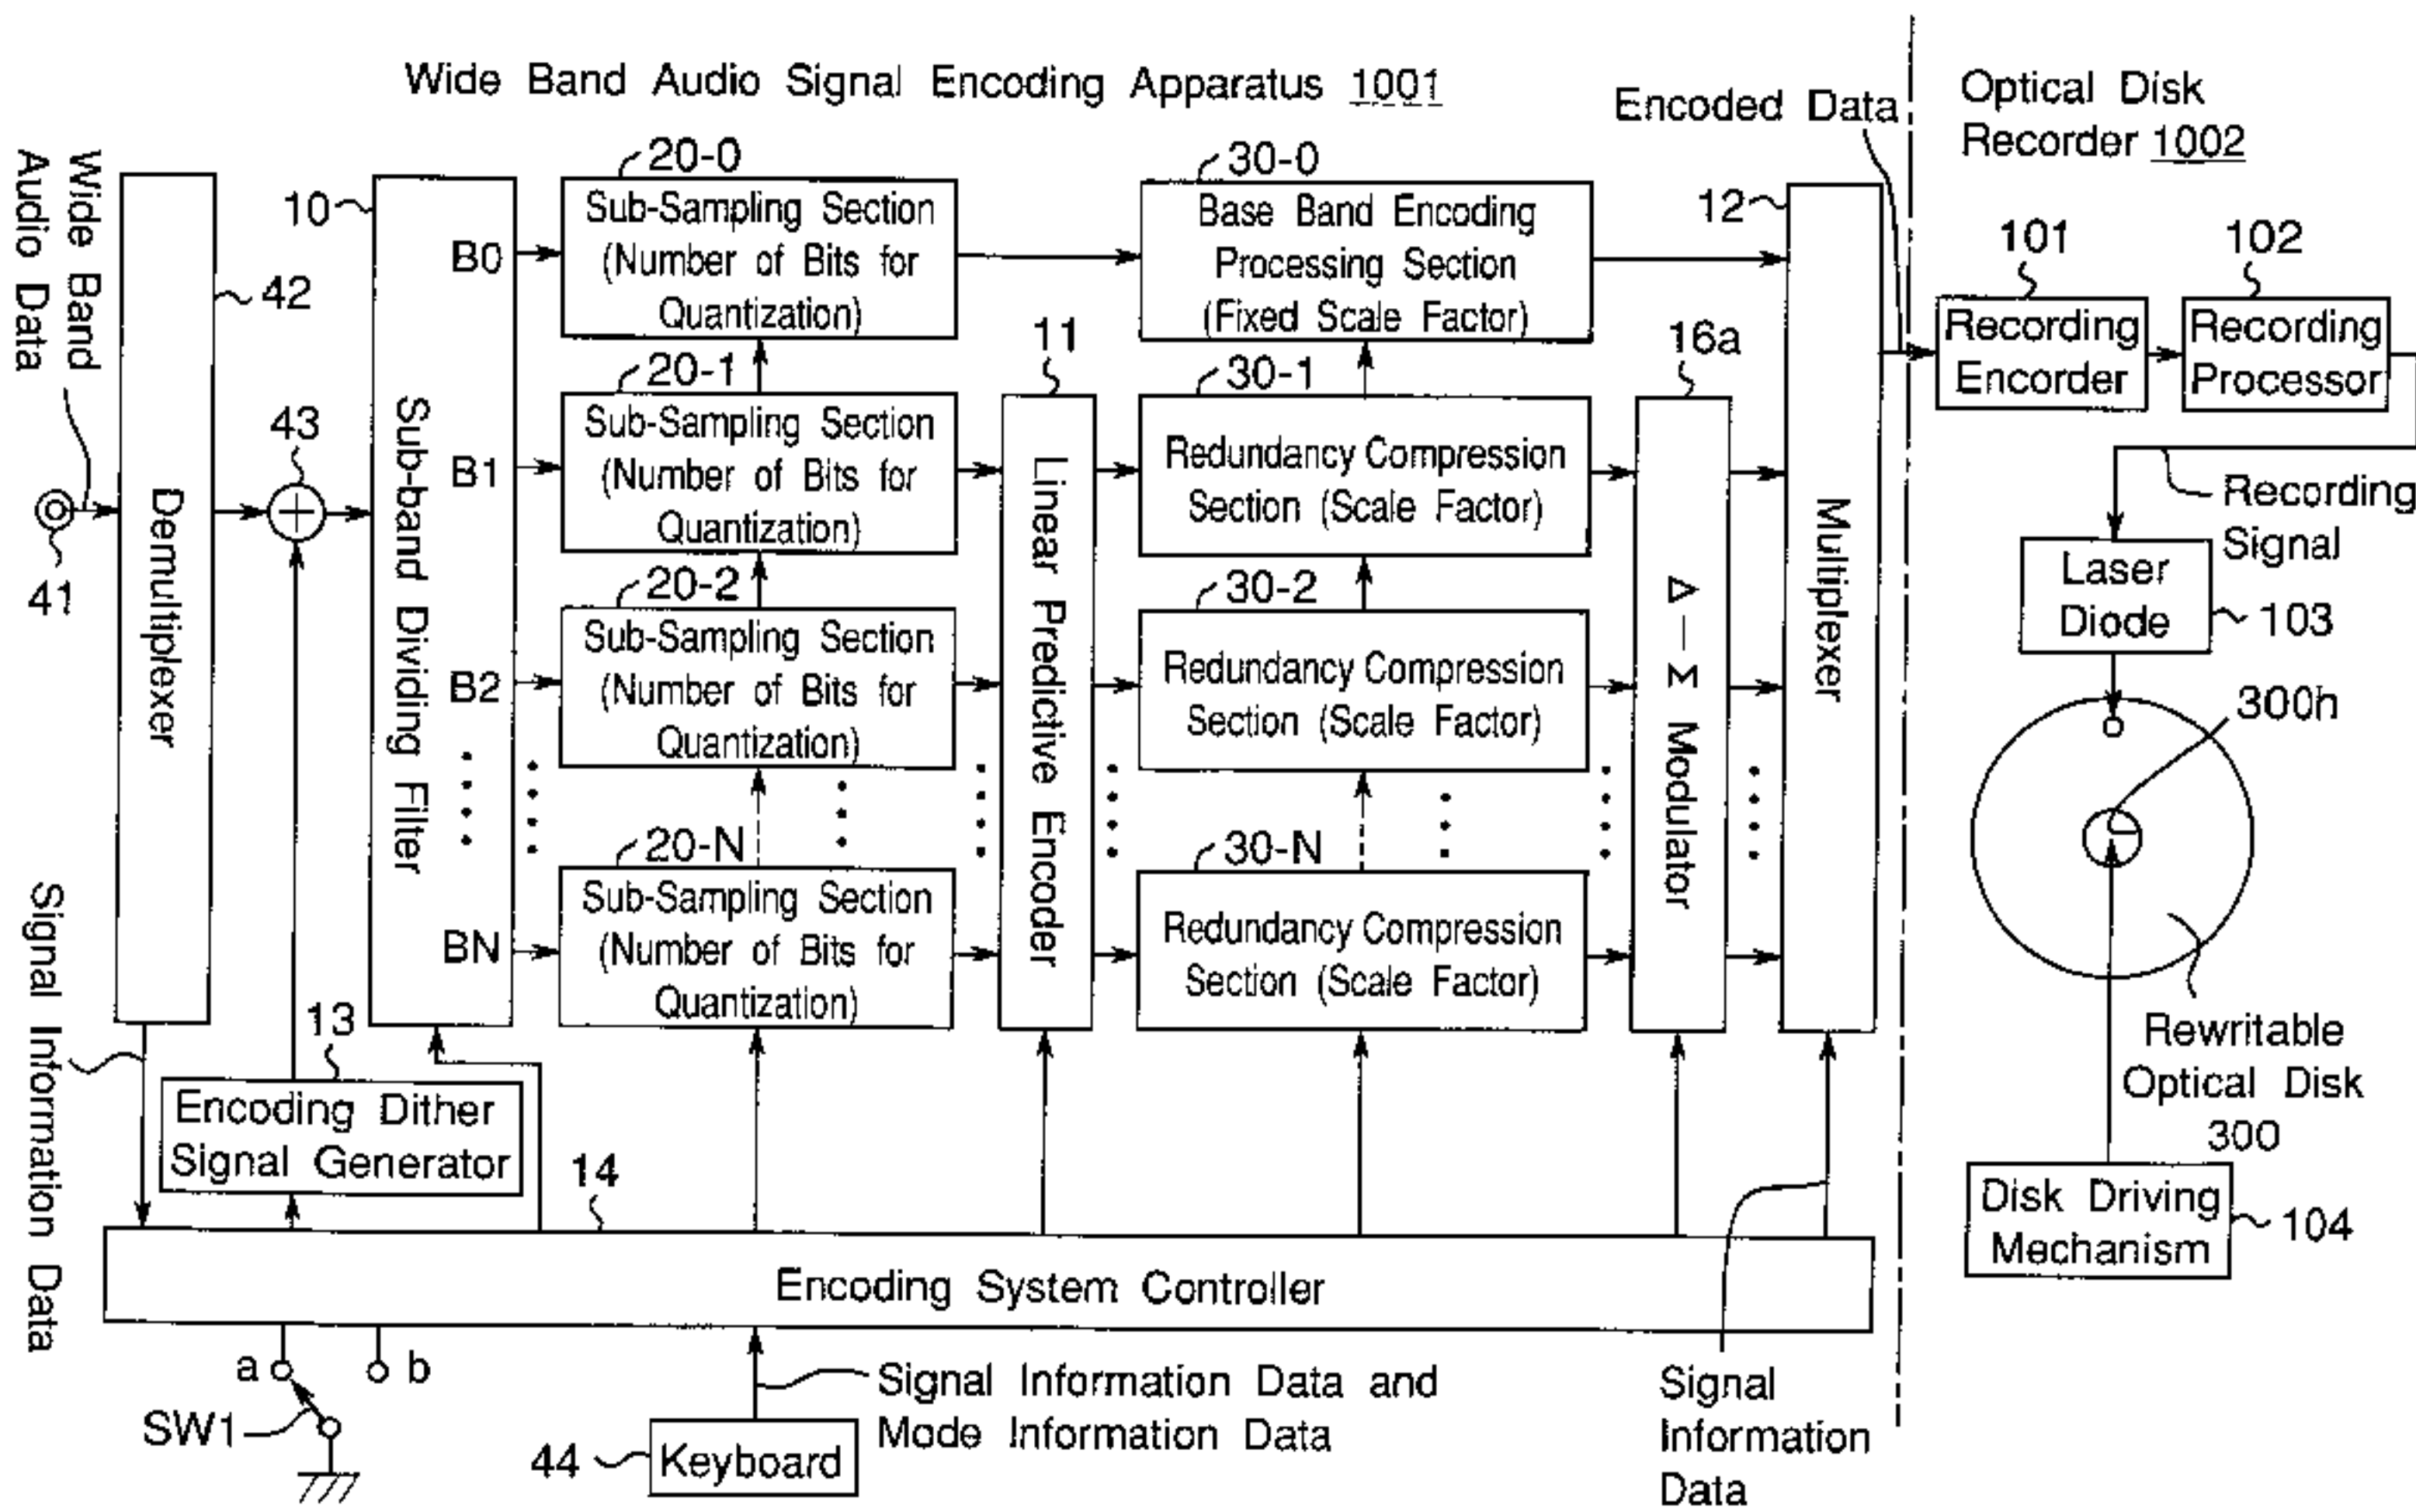 Wide Band Audio Signal Encoding Apparatus 1001
Encoded Data
Optical Disk
Recorder 1002
Wide Band
Audio Data
41
Demultiplexer
42
43
10
Sub-band Dividing Filter
B0
B1
B2
BN
20-0
Sub-Sampling Section
(Number of Bits for
Quantization)
20-1
Sub-Sampling Section
(Number of Bits for
Quantization)
20-2
Sub-Sampling Section
(Number of Bits for
Quantization)
20-N
Sub-Sampling Section
(Number of Bits for
Quantization)
11
Linear Predictive Encoder
30-0
Base Band Encoding
Processing Section
(Fixed Scale Factor)
30-1
Redundancy Compression
Section (Scale Factor)
30-2
Redundancy Compression
Section (Scale Factor)
30-N
Redundancy Compression
Section (Scale Factor)
16a
Δ-Σ Modulator
12
Multiplexer
101
Recording
Encorder
102
Recording
Processor
Recording
Signal
Laser
Diode
103
300h
Rewritable
Optical Disk
300
Disk Driving
Mechanism
104
Signal Information Data
13
Encoding Dither
Signal Generator
14
Encoding System Controller
a
b
SW1
44
Keyboard
Signal Information Data and
Mode Information Data
Signal
Information
Data